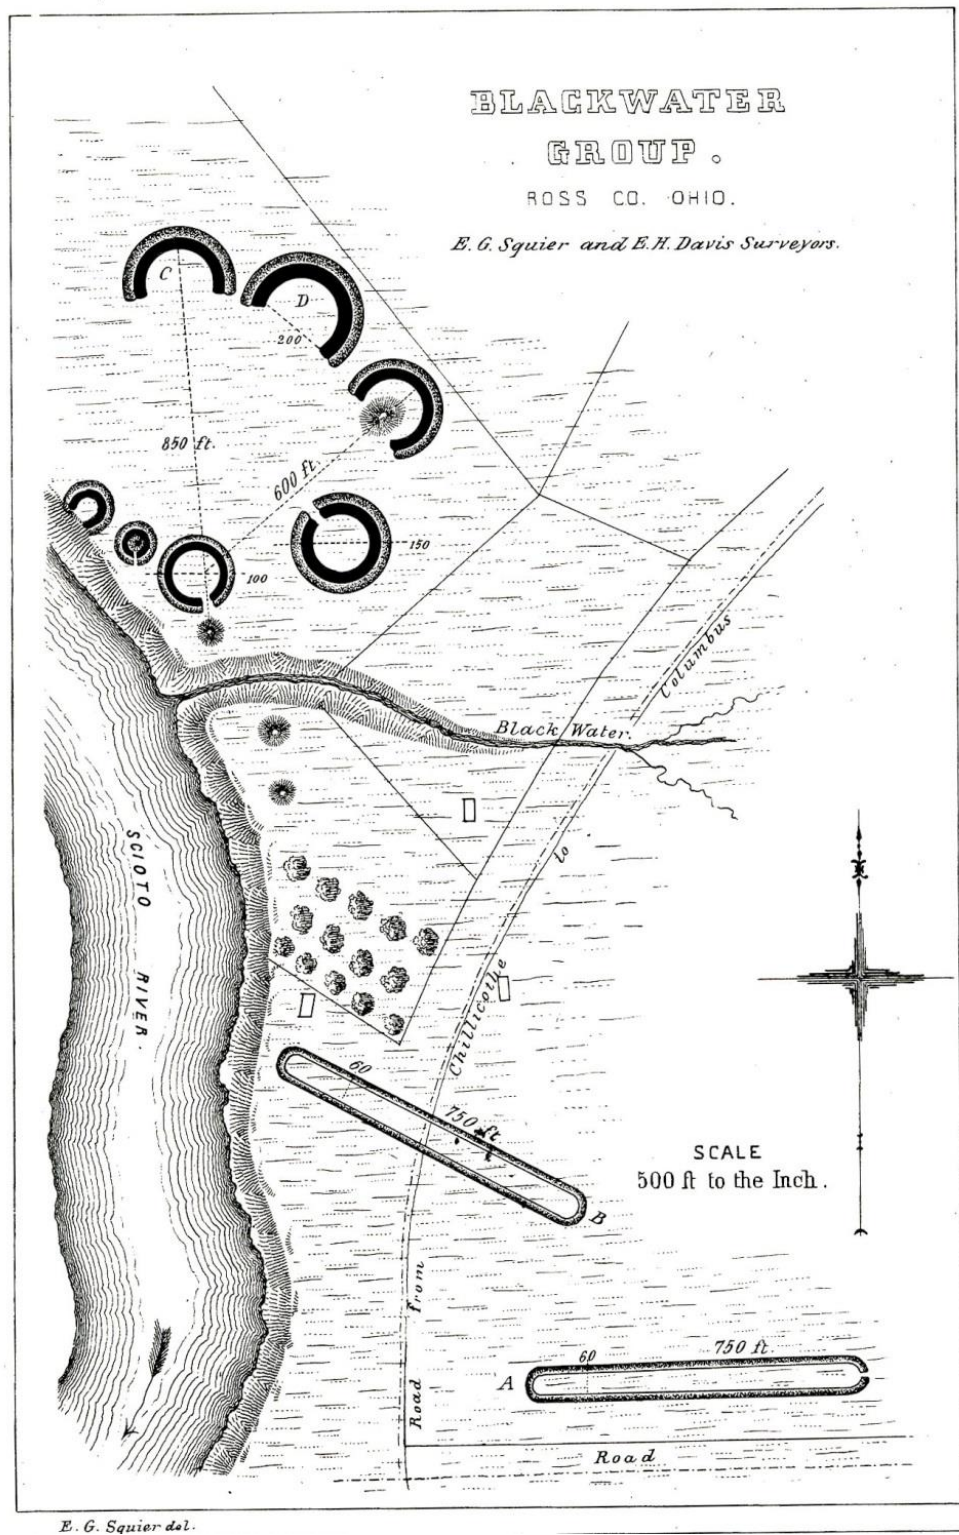 BLACKWATER
GROUP.
ROSS CO. OHIO.
E. G. Squier and E. H. Davis Surveyors.
C
D
200
850 ft.
600 ft.
150
100
Columbus
Black Water.
to
SCIOTO RIVER.
Chillicothe
60
750 ft
SCALE
500 ft to the Inch.
B
from
750 ft.
60
A
Road
Road
E. G. Squier del.